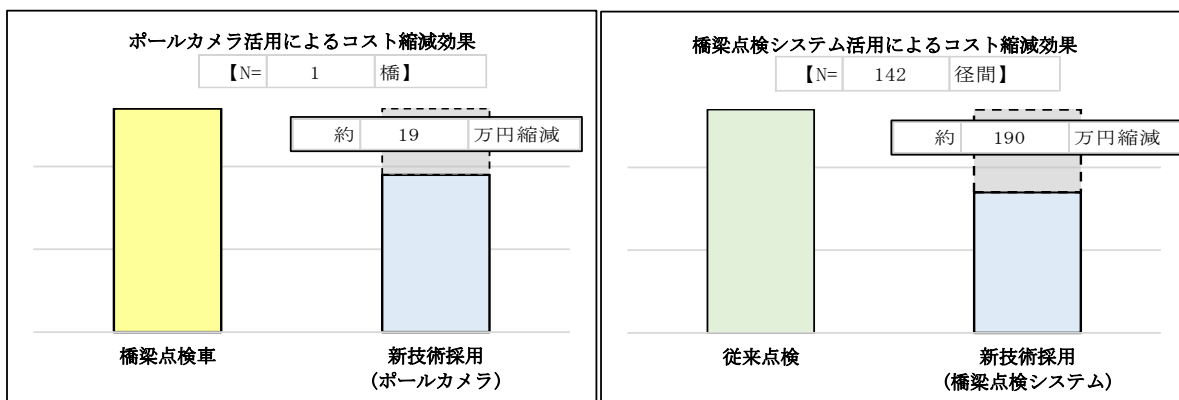 ポールカメラ活用によるコスト縮減効果
【N= 1 橋】
約 19 万円縮減
橋梁点検車
新技術採用
(ポールカメラ)
橋梁点検システム活用によるコスト縮減効果
【N= 142 径間】
約 190 万円縮減
従来点検
新技術採用
(橋梁点検システム)